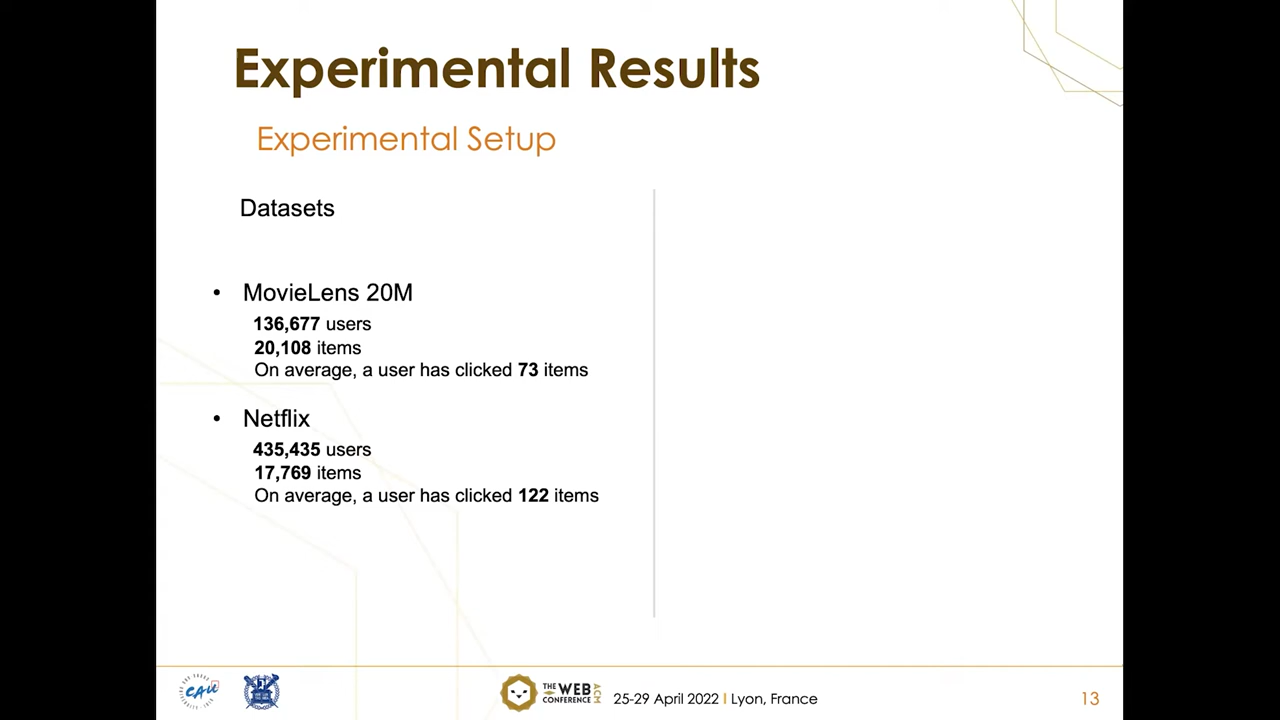 Experimental Results
Experimental Setup
Datasets
• MovieLens 20M
136,677 users
20,108 items
On average, a user has clicked 73 items
• Netflix
435,435 users
17,769 items
On average, a user has clicked 122 items
CAU
THE WEB CONFERENCE ACM
25-29 April 2022 | Lyon, France
13